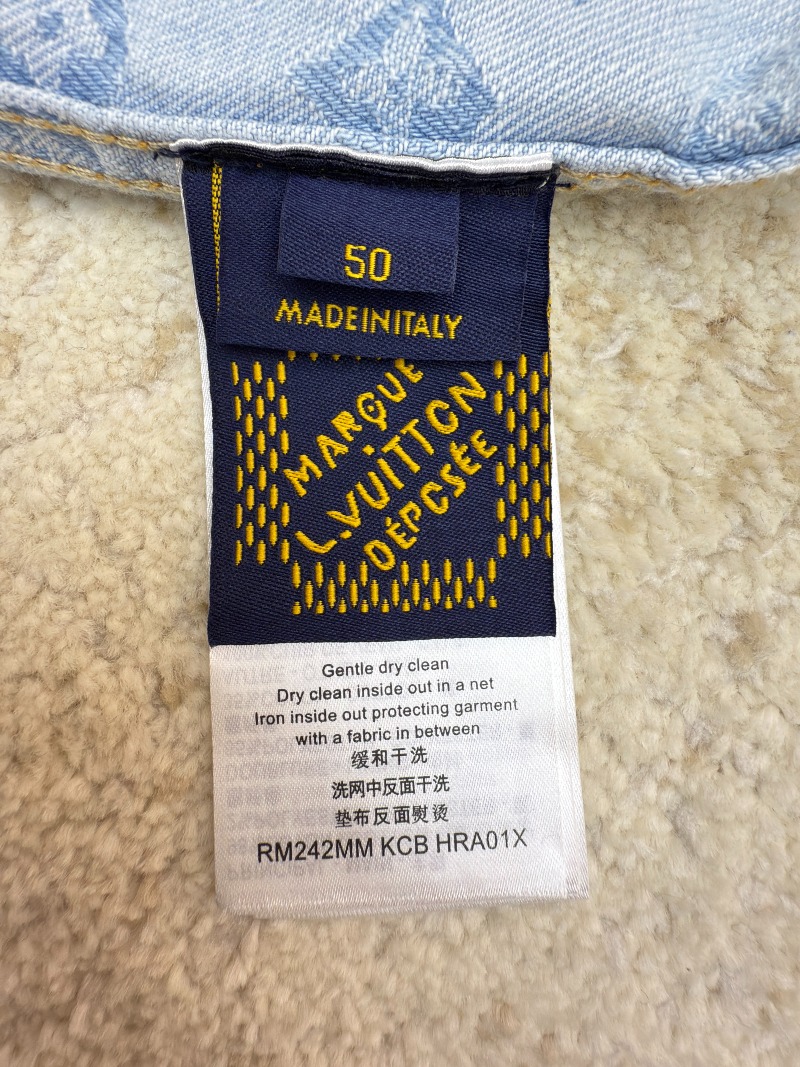 50
MADEINITALY
MARQUE
L.VUITTON
DÉPOSÉE
Gentle dry clean
Dry clean inside out in a net
Iron inside out protecting garment
with a fabric in between
缓和干洗
洗网中反面干洗
垫布反面熨烫
RM242MM KCB HRA01X